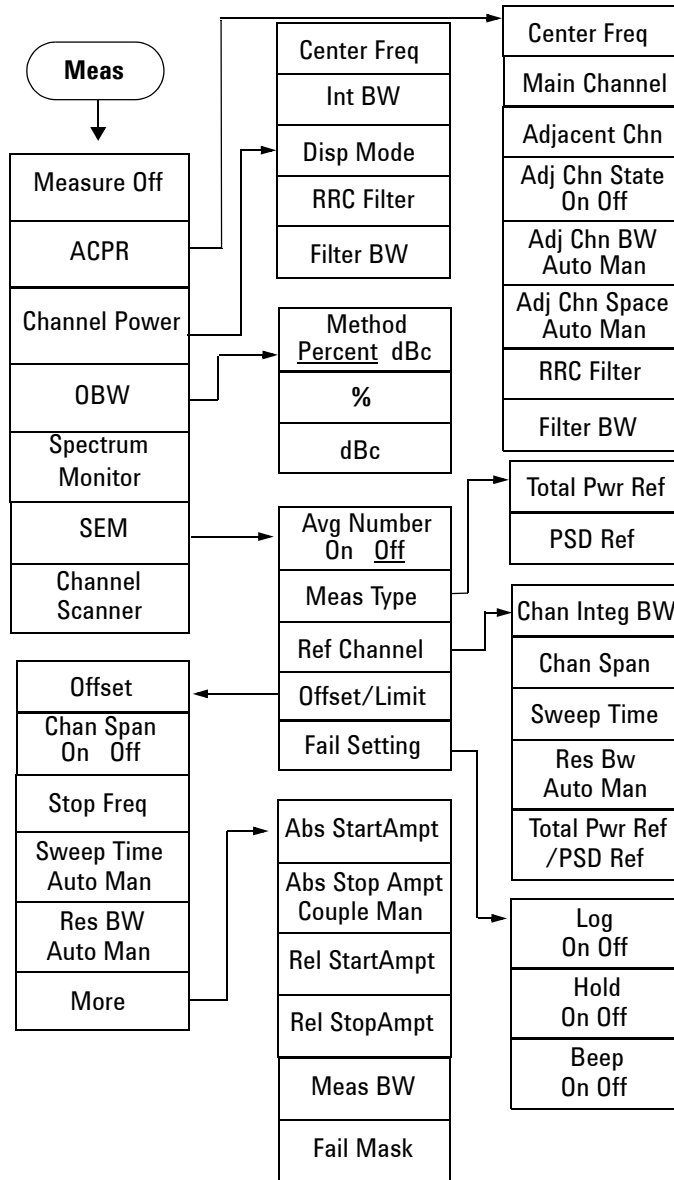 Meas
Measure Off
ACPR
Channel Power
OBW
Spectrum
Monitor
SEM
Channel
Scanner
Center Freq
Int BW
Disp Mode
RRC Filter
Filter BW
Center Freq
Main Channel
Adjacent Chn
Adj Chn State
On Off
Adj Chn BW
Auto Man
Adj Chn Space
Auto Man
RRC Filter
Filter BW
Method
Percent dBc
%
dBc
Avg Number
On Off
Meas Type
Ref Channel
Offset/Limit
Fail Setting
Total Pwr Ref
PSD Ref
Chan Integ BW
Chan Span
Sweep Time
Res Bw
Auto Man
Total Pwr Ref
/PSD Ref
Offset
Chan Span
On Off
Stop Freq
Sweep Time
Auto Man
Res BW
Auto Man
More
Abs StartAmpt
Abs Stop Ampt
Couple Man
Rel StartAmpt
Rel StopAmpt
Meas BW
Fail Mask
Log
On Off
Hold
On Off
Beep
On Off